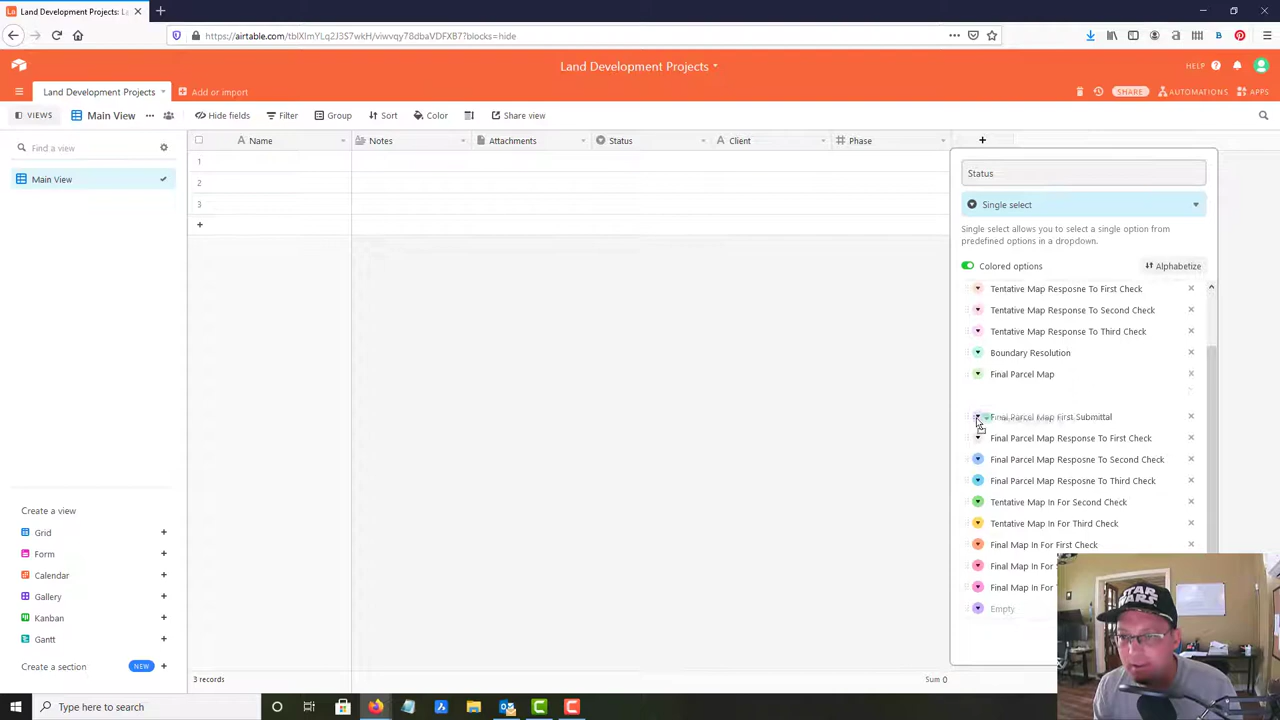 Land Development Projects: La
https://airtable.com/tblXlmYLq2J3S7wkH/viwvqy78dbaVDFXB7?blocks=hide
Land Development Projects
HELP
Land Development Projects
Add or import
SHARE
AUTOMATIONS
APPS
VIEWS
Main View
Hide fields
Filter
Group
Sort
Color
Share view
Find a view
Main View
Name
Notes
Attachments
Status
Client
Phase
1
2
3
Status
Single select
Single select allows you to select a single option from
predefined options in a dropdown.
Colored options
Alphabetize
Tentative Map Resposne To First Check
Tentative Map Response To Second Check
Tentative Map Response To Third Check
Boundary Resolution
Final Parcel Map
Final Parcel Map First Submittal
Final Parcel Map Response To First Check
Final Parcel Map Resposne To Second Check
Final Parcel Map Resposne To Third Check
Tentative Map In For Second Check
Tentative Map In For Third Check
Final Map In For First Check
Final Map In For
Final Map In For
Empty
Create a view
Grid
Form
Calendar
Gallery
Kanban
Gantt
Create a section
NEW
3 records
Sum 0
STAR
WARS
Type here to search